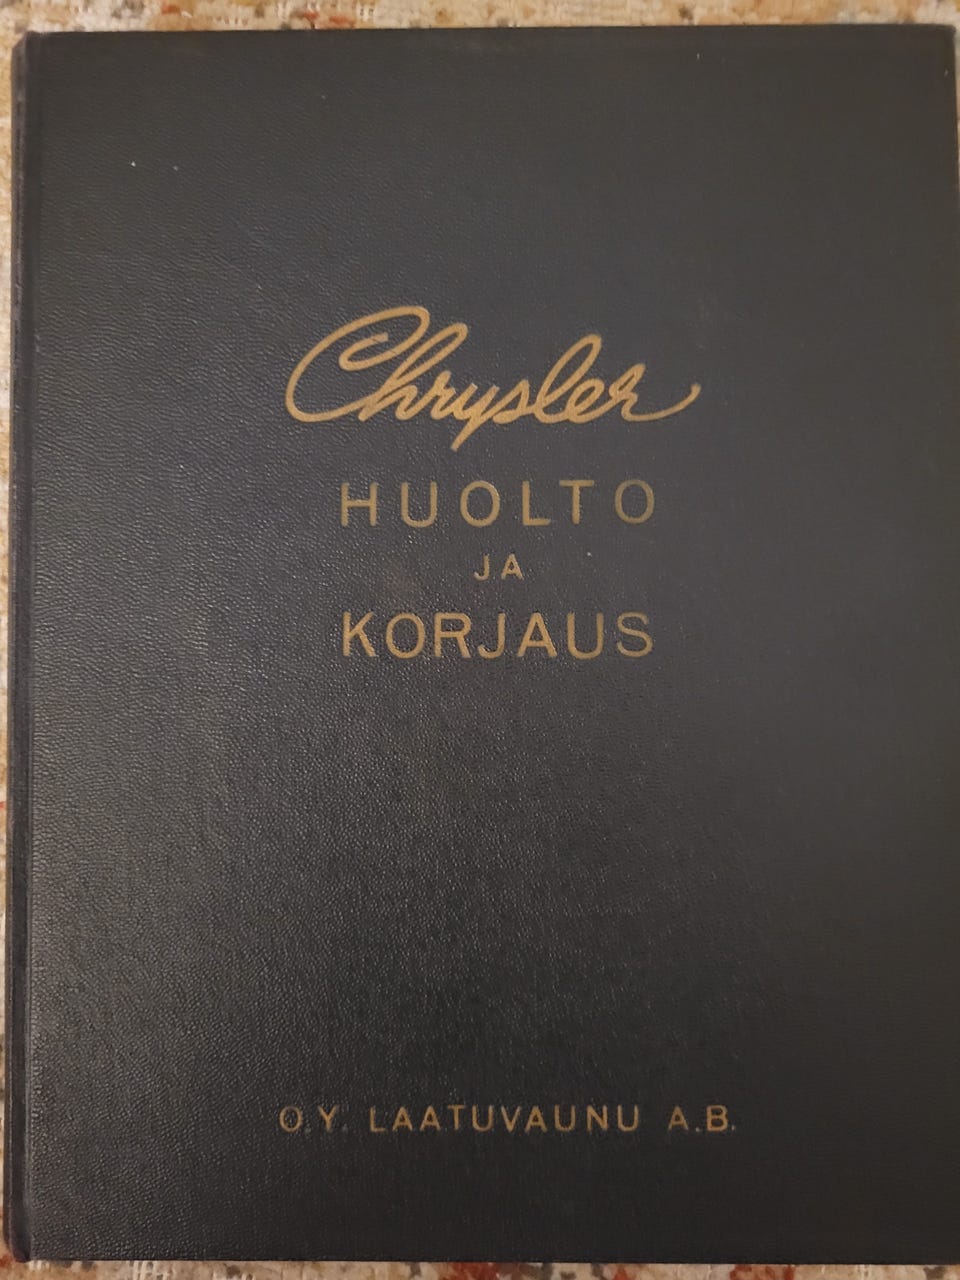 Chrysler
HUOLTO
JA
KORJAUS
O.Y. LAATUVAUNU A.B.